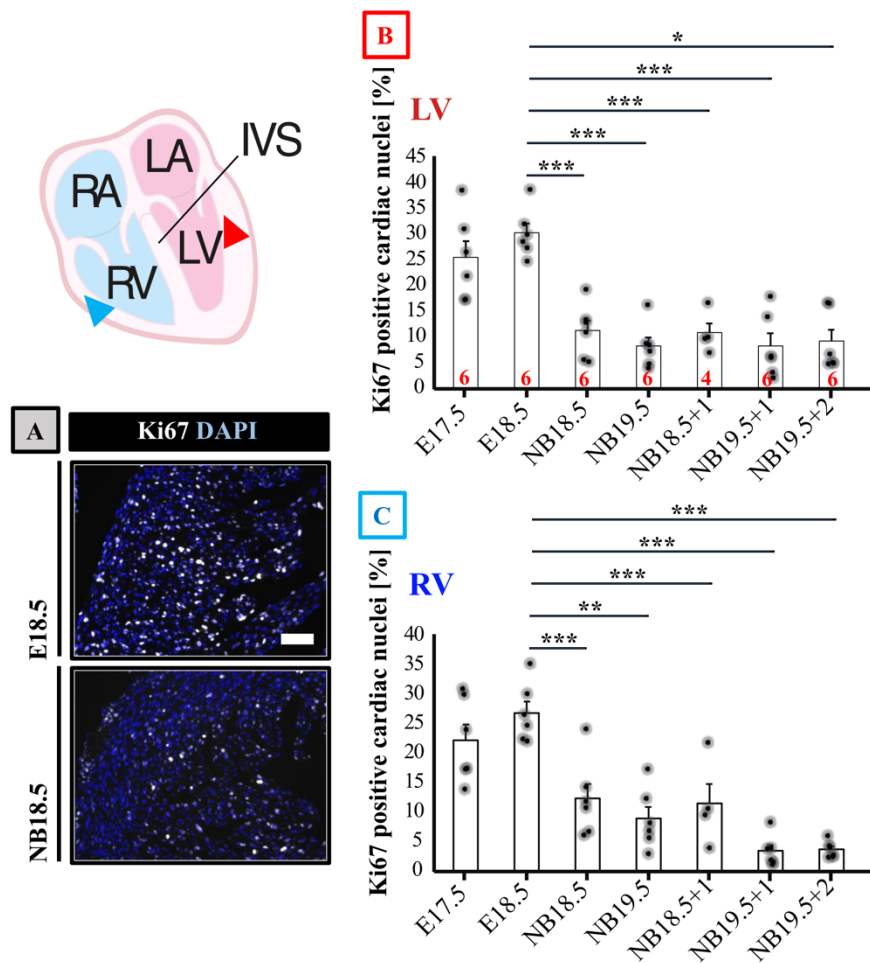 IVS
LA
RA
LV
RV
A
Ki67 DAPI
E18.5
NB18.5
B
LV
Ki67 positive cardiac nuclei [%]
*
***
***
***
***
45
40
35
30
25
20
15
10
5
0
6 6 6 6 4 6 6
E17.5 E18.5 NB18.5 NB19.5 NB18.5+1 NB19.5+1 NB19.5+2
C
RV
Ki67 positive cardiac nuclei [%]
***
***
***
**
***
40
35
30
25
20
15
10
5
0
E17.5 E18.5 NB18.5 NB19.5 NB18.5+1 NB19.5+1 NB19.5+2